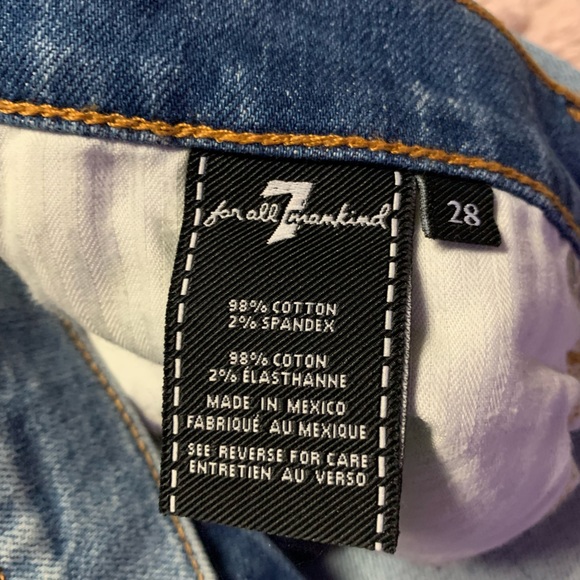 for all 7 mankind
28
98% COTTON
2% SPANDEX
98% COTON
2% ÉLASTHANNE
MADE IN MEXICO
FABRIQUÉ AU MEXIQUE
SEE REVERSE FOR CARE
ENTRETIEN AU VERSO